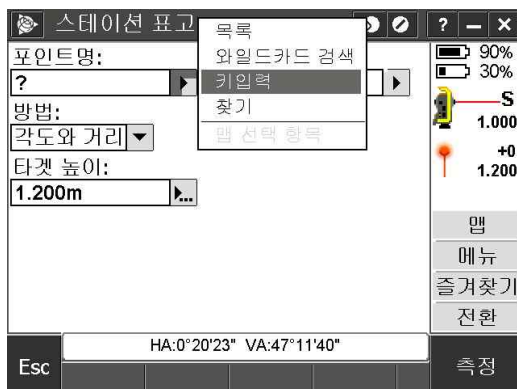 스테이션 표고
? – ×
목록
와일드카드 검색
키입력
찾기
맵 선택 항목
포인트명:
?
방법:
각도와 거리
타겟 높이:
1.200m
90%
30%
S
1.000
+0
1.200
맵
메뉴
즐겨찾기
전환
HA:0°20'23" VA:47°11'40"
Esc
측정